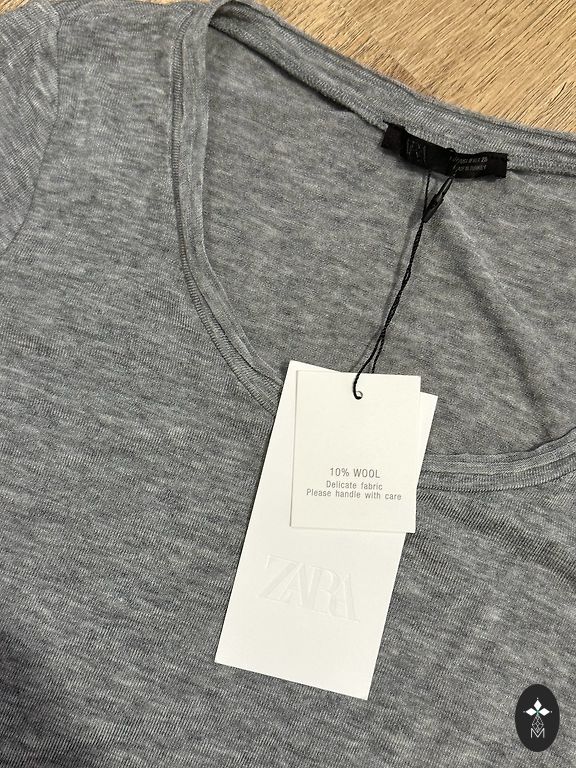 10% WOOL
Delicate fabric
Please handle with care
ZARA
M